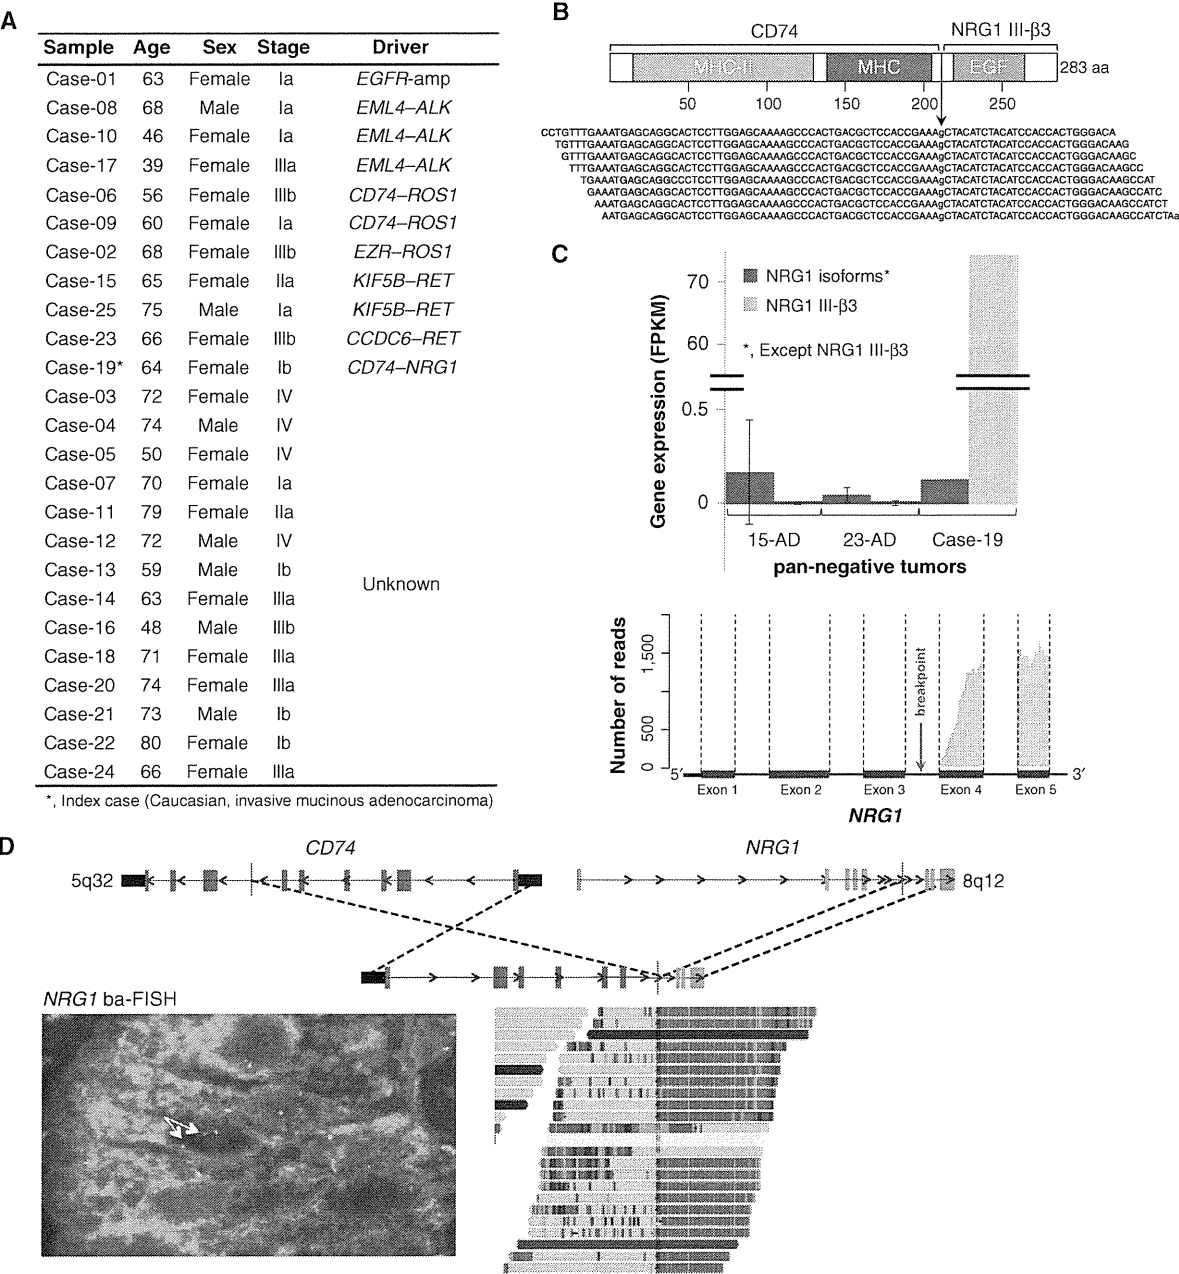 A
Sample Age Sex Stage Driver
Case-01 63 Female Ia EGFR-amp
Case-08 68 Male Ia EML4–ALK
Case-10 46 Female Ia EML4–ALK
Case-17 39 Female IIIa EML4–ALK
Case-06 56 Female IIIb CD74–ROS1
Case-09 60 Female Ia CD74–ROS1
Case-02 68 Female IIIb EZR–ROS1
Case-15 65 Female IIa KIF5B–RET
Case-25 75 Male Ia KIF5B–RET
Case-23 66 Female IIIb CCDC6–RET
Case-19* 64 Female Ib CD74–NRG1
Case-03 72 Female IV
Case-04 74 Male IV
Case-05 50 Female IV
Case-07 70 Female Ia
Case-11 79 Female IIa
Case-12 72 Male IV
Case-13 59 Male Ib
Unknown
Case-14 63 Female IIIa
Case-16 48 Male IIIb
Case-18 71 Female IIIa
Case-20 74 Female IIIa
Case-21 73 Male Ib
Case-22 80 Female Ib
Case-24 66 Female IIIa
*, Index case (Caucasian, invasive mucinous adenocarcinoma)
B
CD74 NRG1 III-β3
MHC-II MHC EGF 283 aa
50 100 150 200 250
CCTGTTTGAAATGAGCAGGCACTCCTTGGAGCAAAAGCCCACTGACGCTCCACCGAAAgCTACATCTACATCCACCACTGGGACA
TGTTTGAAATGAGCAGGCACTCCTTGGAGCAAAAGCCCACTGACGCTCCACCGAAAgCTACATCTACATCCACCACTGGGACAAG
GTTTGAAATGAGCAGGCACTCCTTGGAGCAAAAGCCCACTGACGCTCCACCGAAAgCTACATCTACATCCACCACTGGGACAAGC
TTTGAAATGAGCAGGCACTCCTTGGAGCAAAAGCCCACTGACGCTCCACCGAAAgCTACATCTACATCCACCACTGGGACAAGCC
TGAAATGAGCAGGCCCTCCTTGGAGCAAAAGCCCACTGACGCTCCACCGAAAgCTACATCTACATCCACCACTGGGACAAGCCAT
GAAATGAGCAGGCACTCCTTGGAGCAAAAGCCCACTGACGCTCCACCGAAAgCTACATCTACATCCACCACTGGGACAAGCCATC
AAATGAGCAGGCACTCCTTGGAGCAAAAGCCCACTGACGCTCCACCGAAAgCTACATCTACATCCACCACTGGGACAAGCCATCT
AATGAGCAGGCACTCCTTGGAGCAAAAGCCCACTGACGCTCCACCGAAAgCTACATCTACATCCACCACTGGGACAAGCCATCTAa
C
Gene expression (FPKM)
70
60
0.5
0
NRG1 isoforms*
NRG1 III-β3
*, Except NRG1 III-β3
15-AD 23-AD Case-19
pan-negative tumors
Number of reads
1,500
500
0
breakpoint
5′ 3′
Exon 1 Exon 2 Exon 3 Exon 4 Exon 5
NRG1
D
CD74 NRG1
5q32 8q12
NRG1 ba-FISH